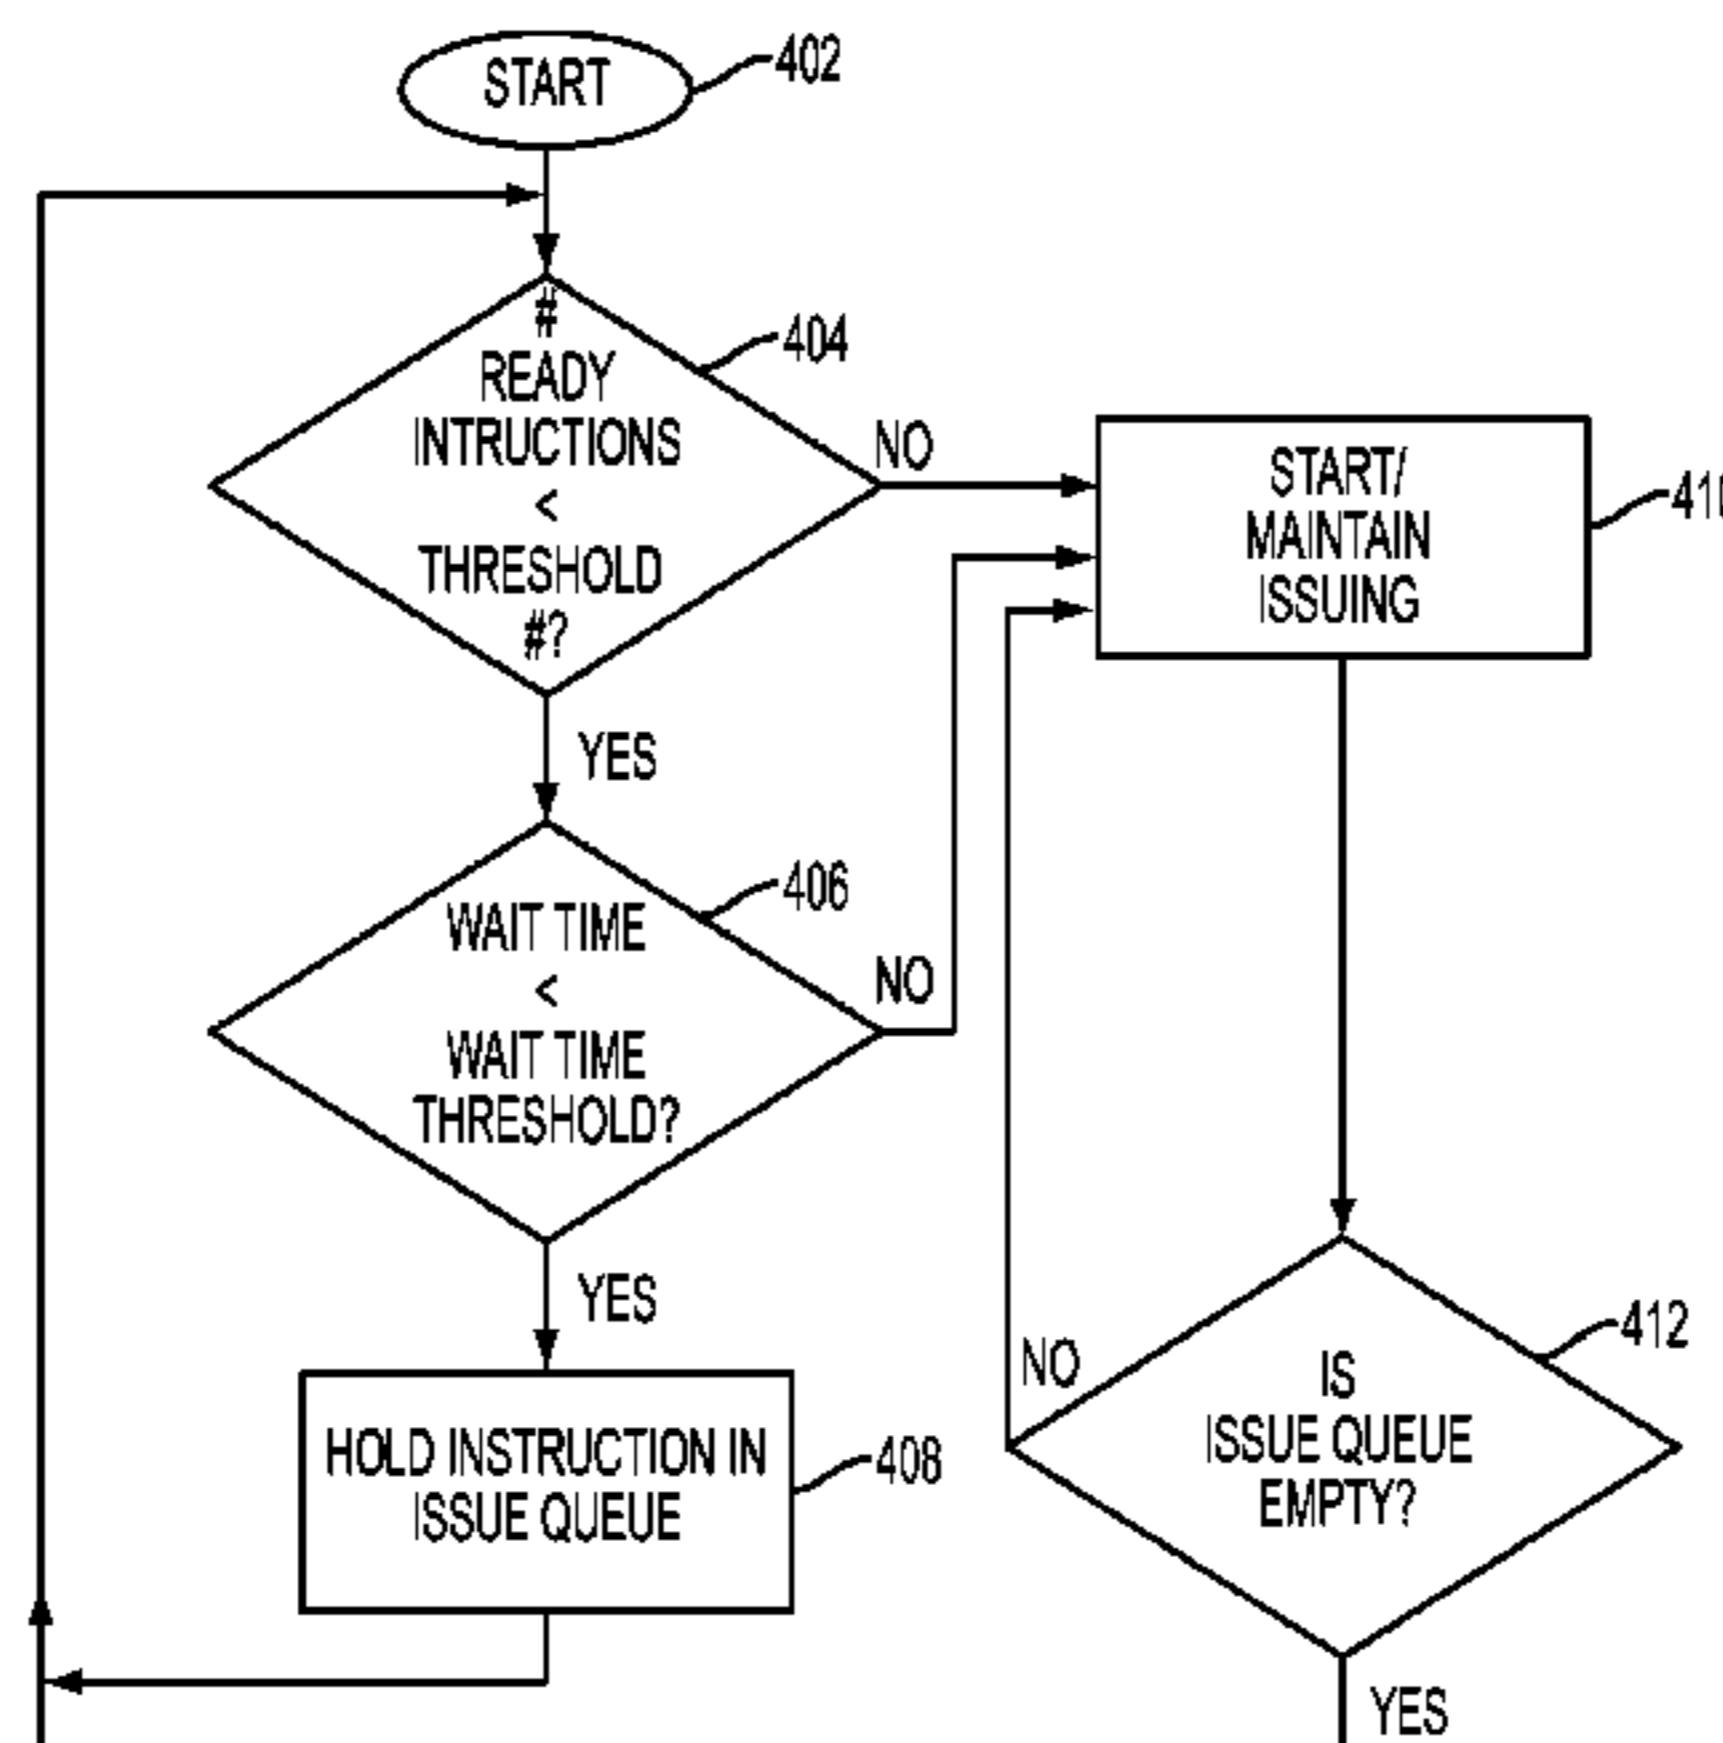 START
402
#
READY
INTRUCTIONS
<
THRESHOLD
#?
404
NO
START/
MAINTAIN
ISSUING
YES
WAIT TIME
<
WAIT TIME
THRESHOLD?
406
NO
YES
HOLD INSTRUCTION IN
ISSUE QUEUE
408
NO
IS
ISSUE QUEUE
EMPTY?
412
YES